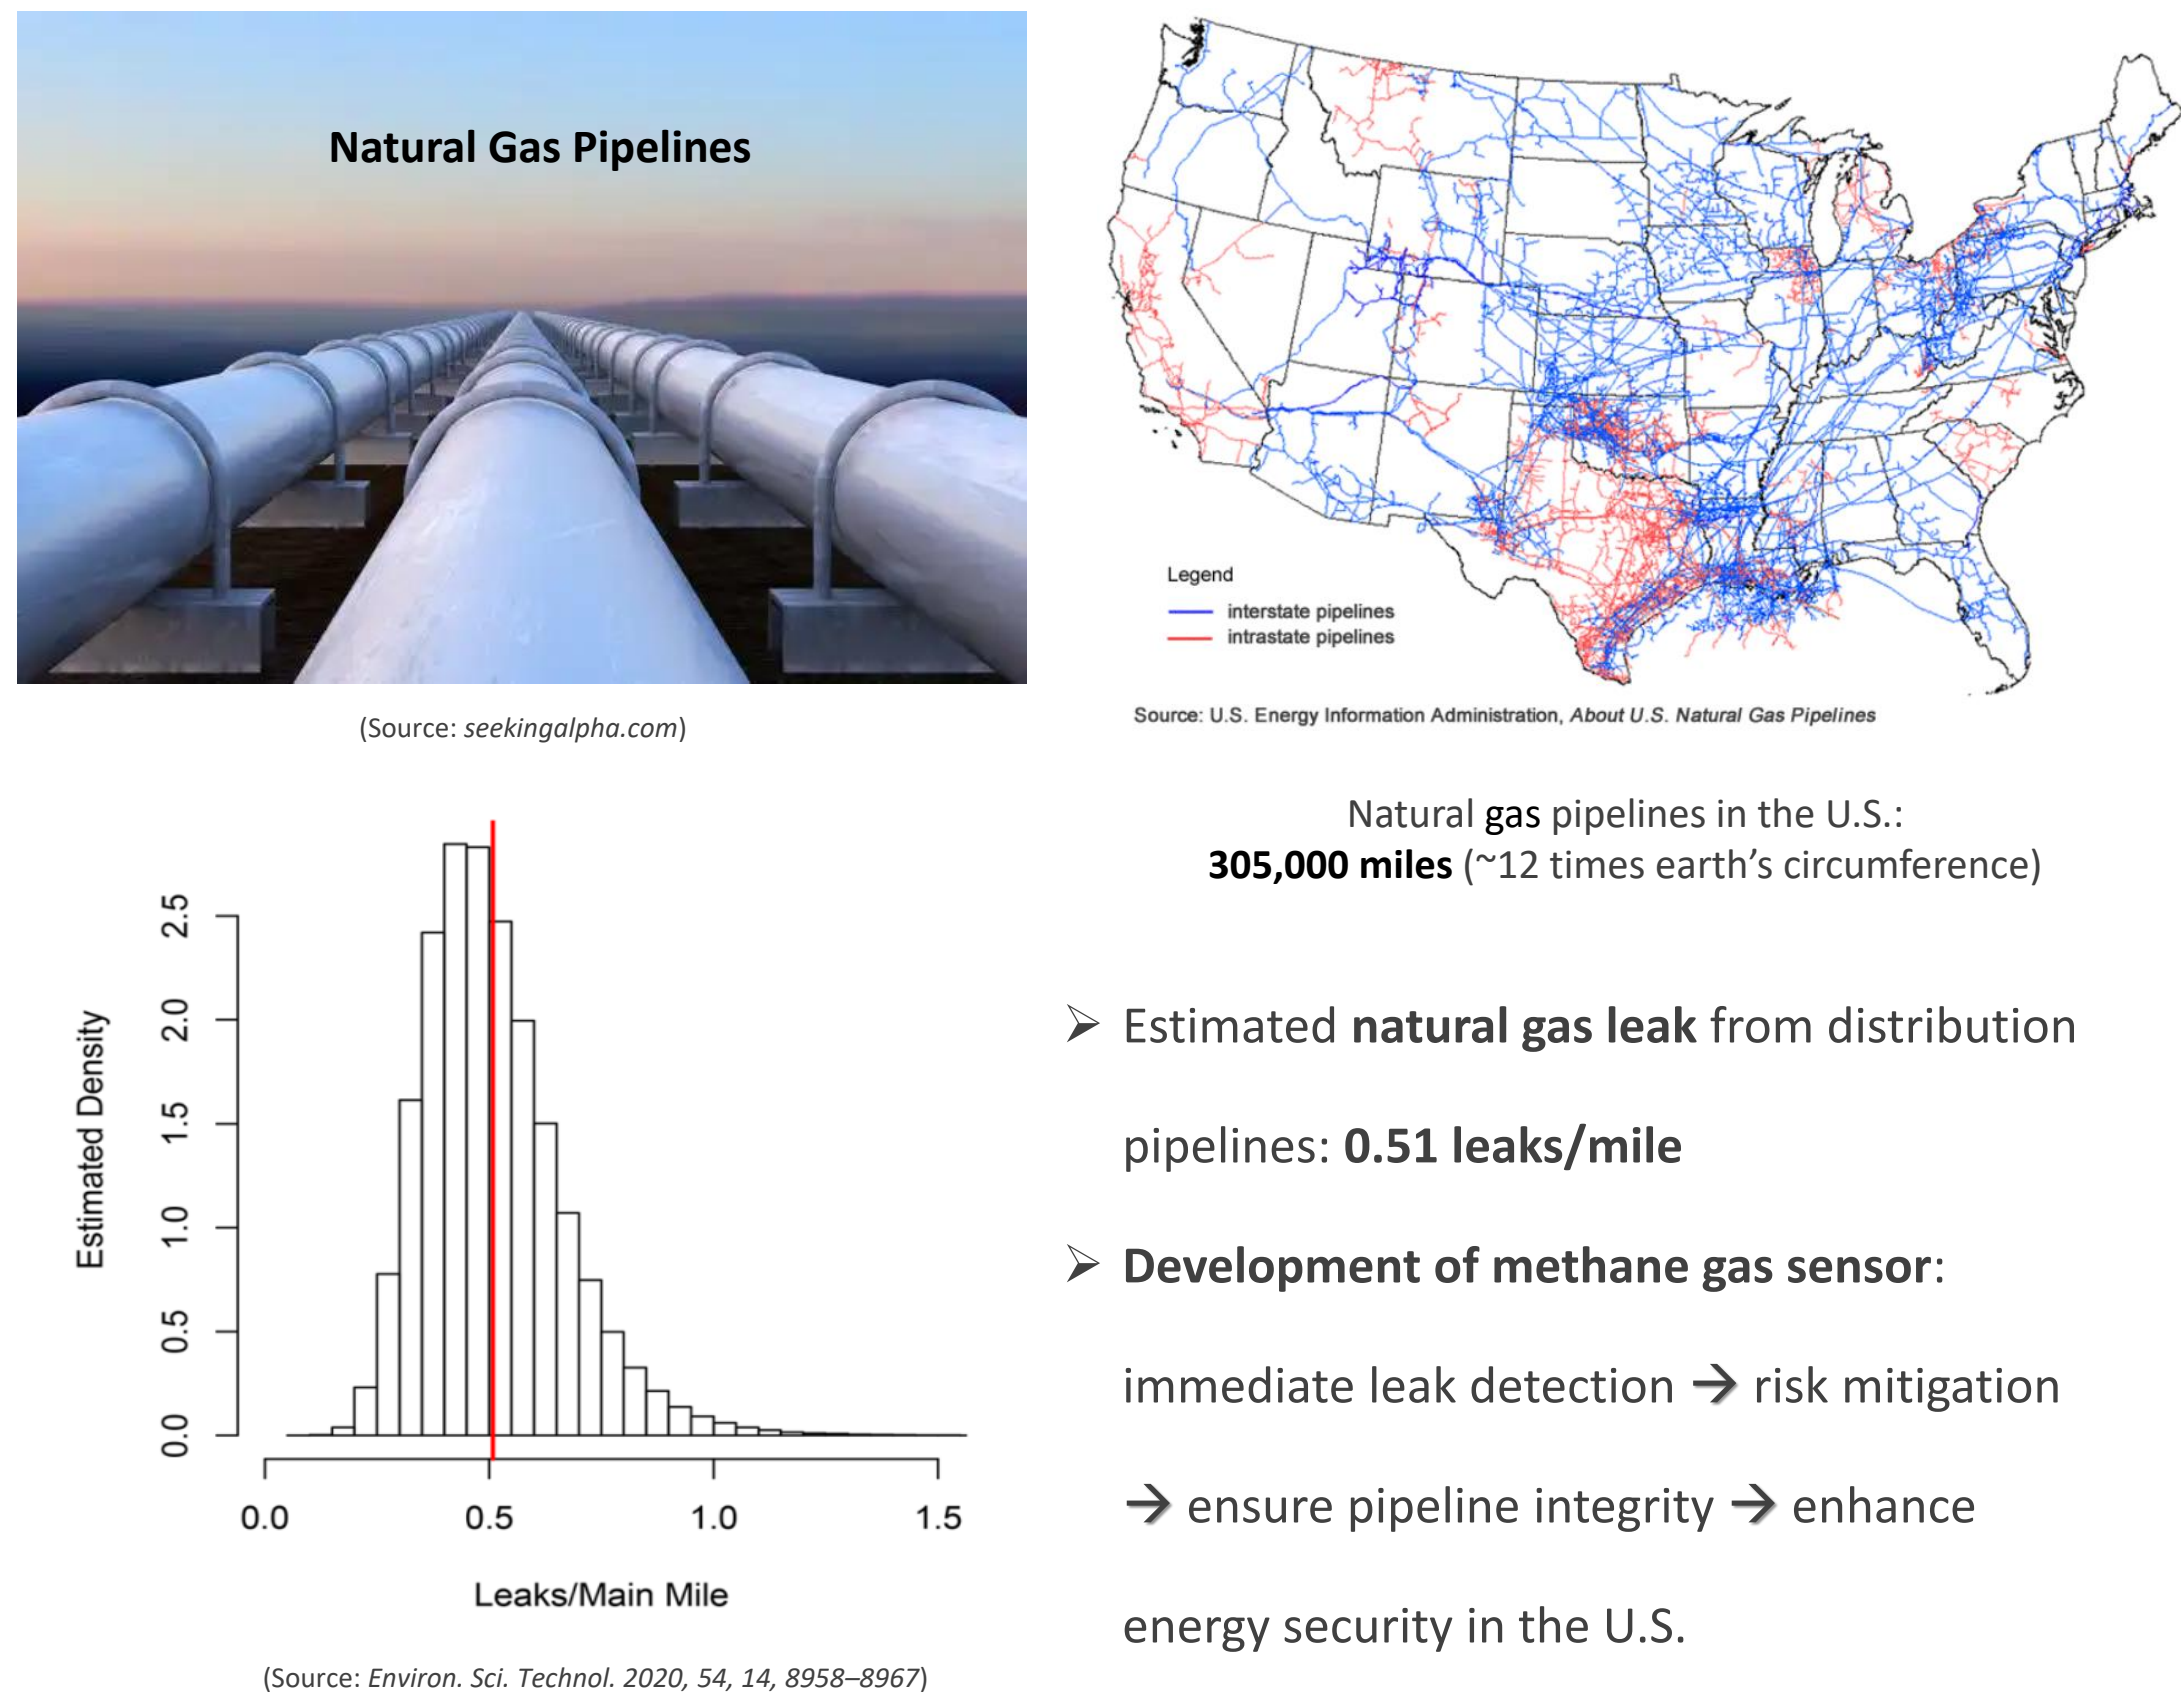 Natural Gas Pipelines
(Source: seekingalpha.com)
Legend
interstate pipelines
intrastate pipelines
Source: U.S. Energy Information Administration, About U.S. Natural Gas Pipelines
Natural gas pipelines in the U.S.:
305,000 miles (~12 times earth’s circumference)
2.5
2.0
1.5
1.0
0.5
0.0
Estimated Density
0.0 0.5 1.0 1.5
Leaks/Main Mile
(Source: Environ. Sci. Technol. 2020, 54, 14, 8958–8967)
➢ Estimated natural gas leak from distribution
pipelines: 0.51 leaks/mile
➢ Development of methane gas sensor:
immediate leak detection → risk mitigation
→ ensure pipeline integrity → enhance
energy security in the U.S.